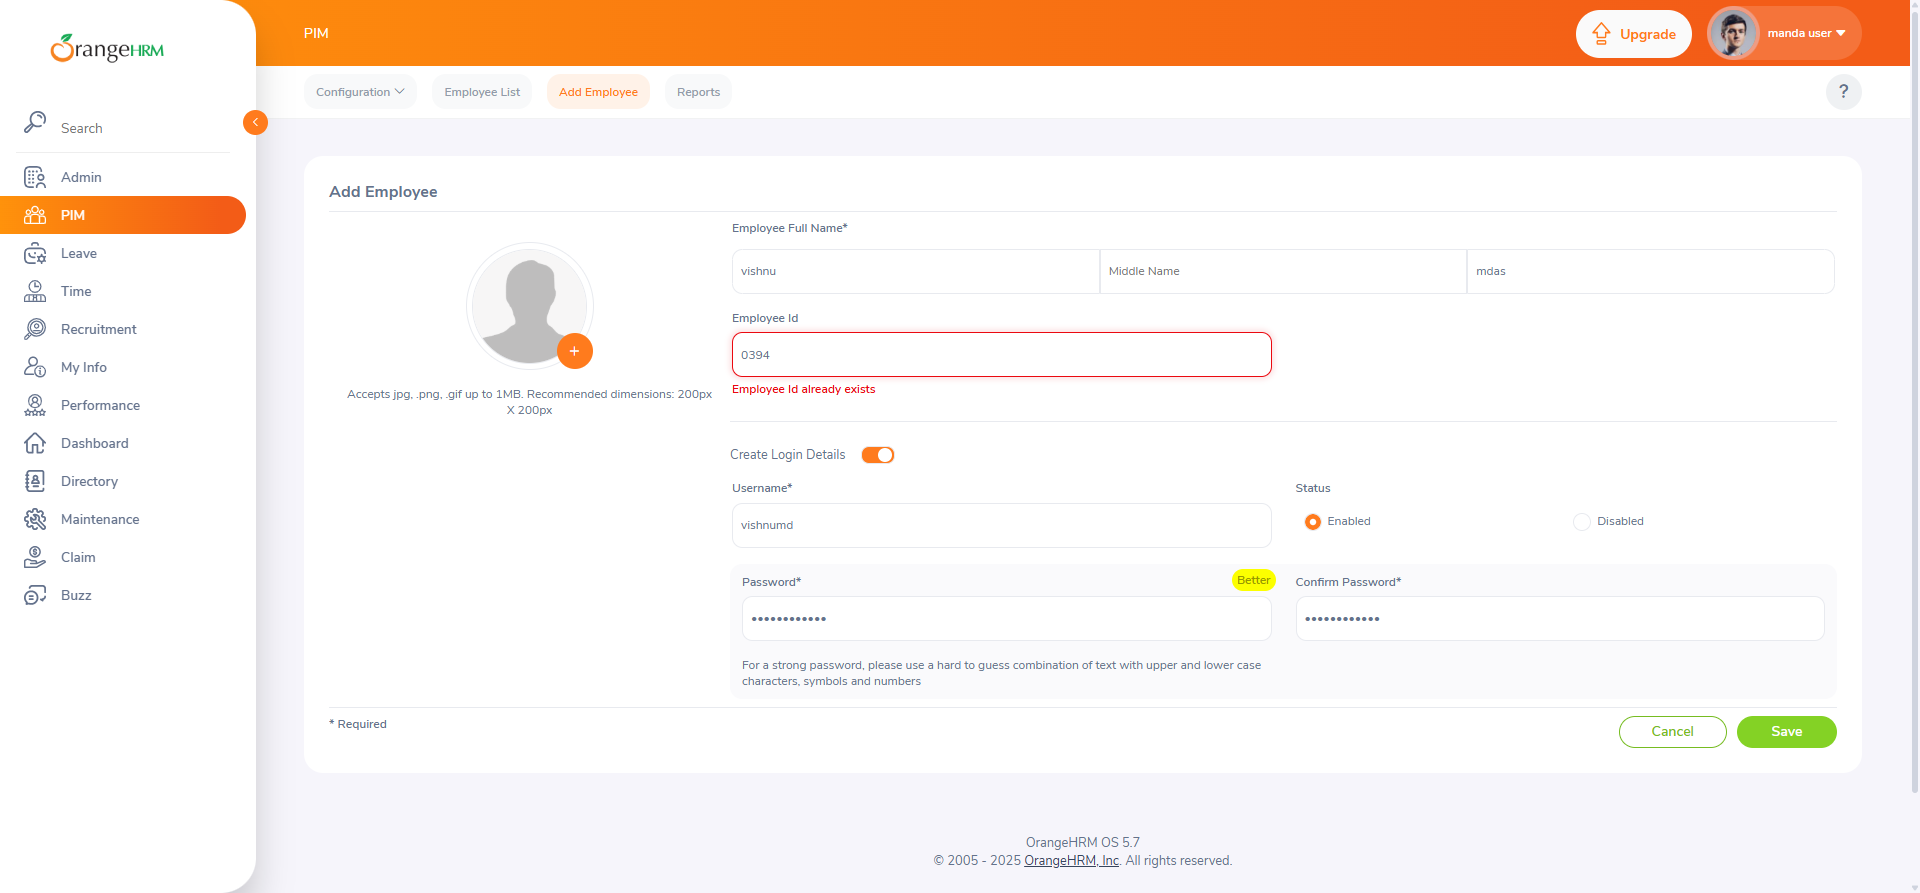 OrangeHRM
PIM
Upgrade
manda user
Configuration
Employee List
Add Employee
Reports
?
Search
Admin
PIM
Leave
Time
Recruitment
My Info
Performance
Dashboard
Directory
Maintenance
Claim
Buzz
Add Employee
Accepts jpg, .png, .gif up to 1MB. Recommended dimensions: 200px
X 200px
Employee Full Name*
vishnu
Middle Name
mdas
Employee Id
0394
Employee Id already exists
Create Login Details
Username*
vishnumd
Status
Enabled
Disabled
Password*
Better
••••••••••••
Confirm Password*
••••••••••••
For a strong password, please use a hard to guess combination of text with upper and lower case
characters, symbols and numbers
* Required
Cancel
Save
OrangeHRM OS 5.7
© 2005 - 2025 OrangeHRM, Inc. All rights reserved.